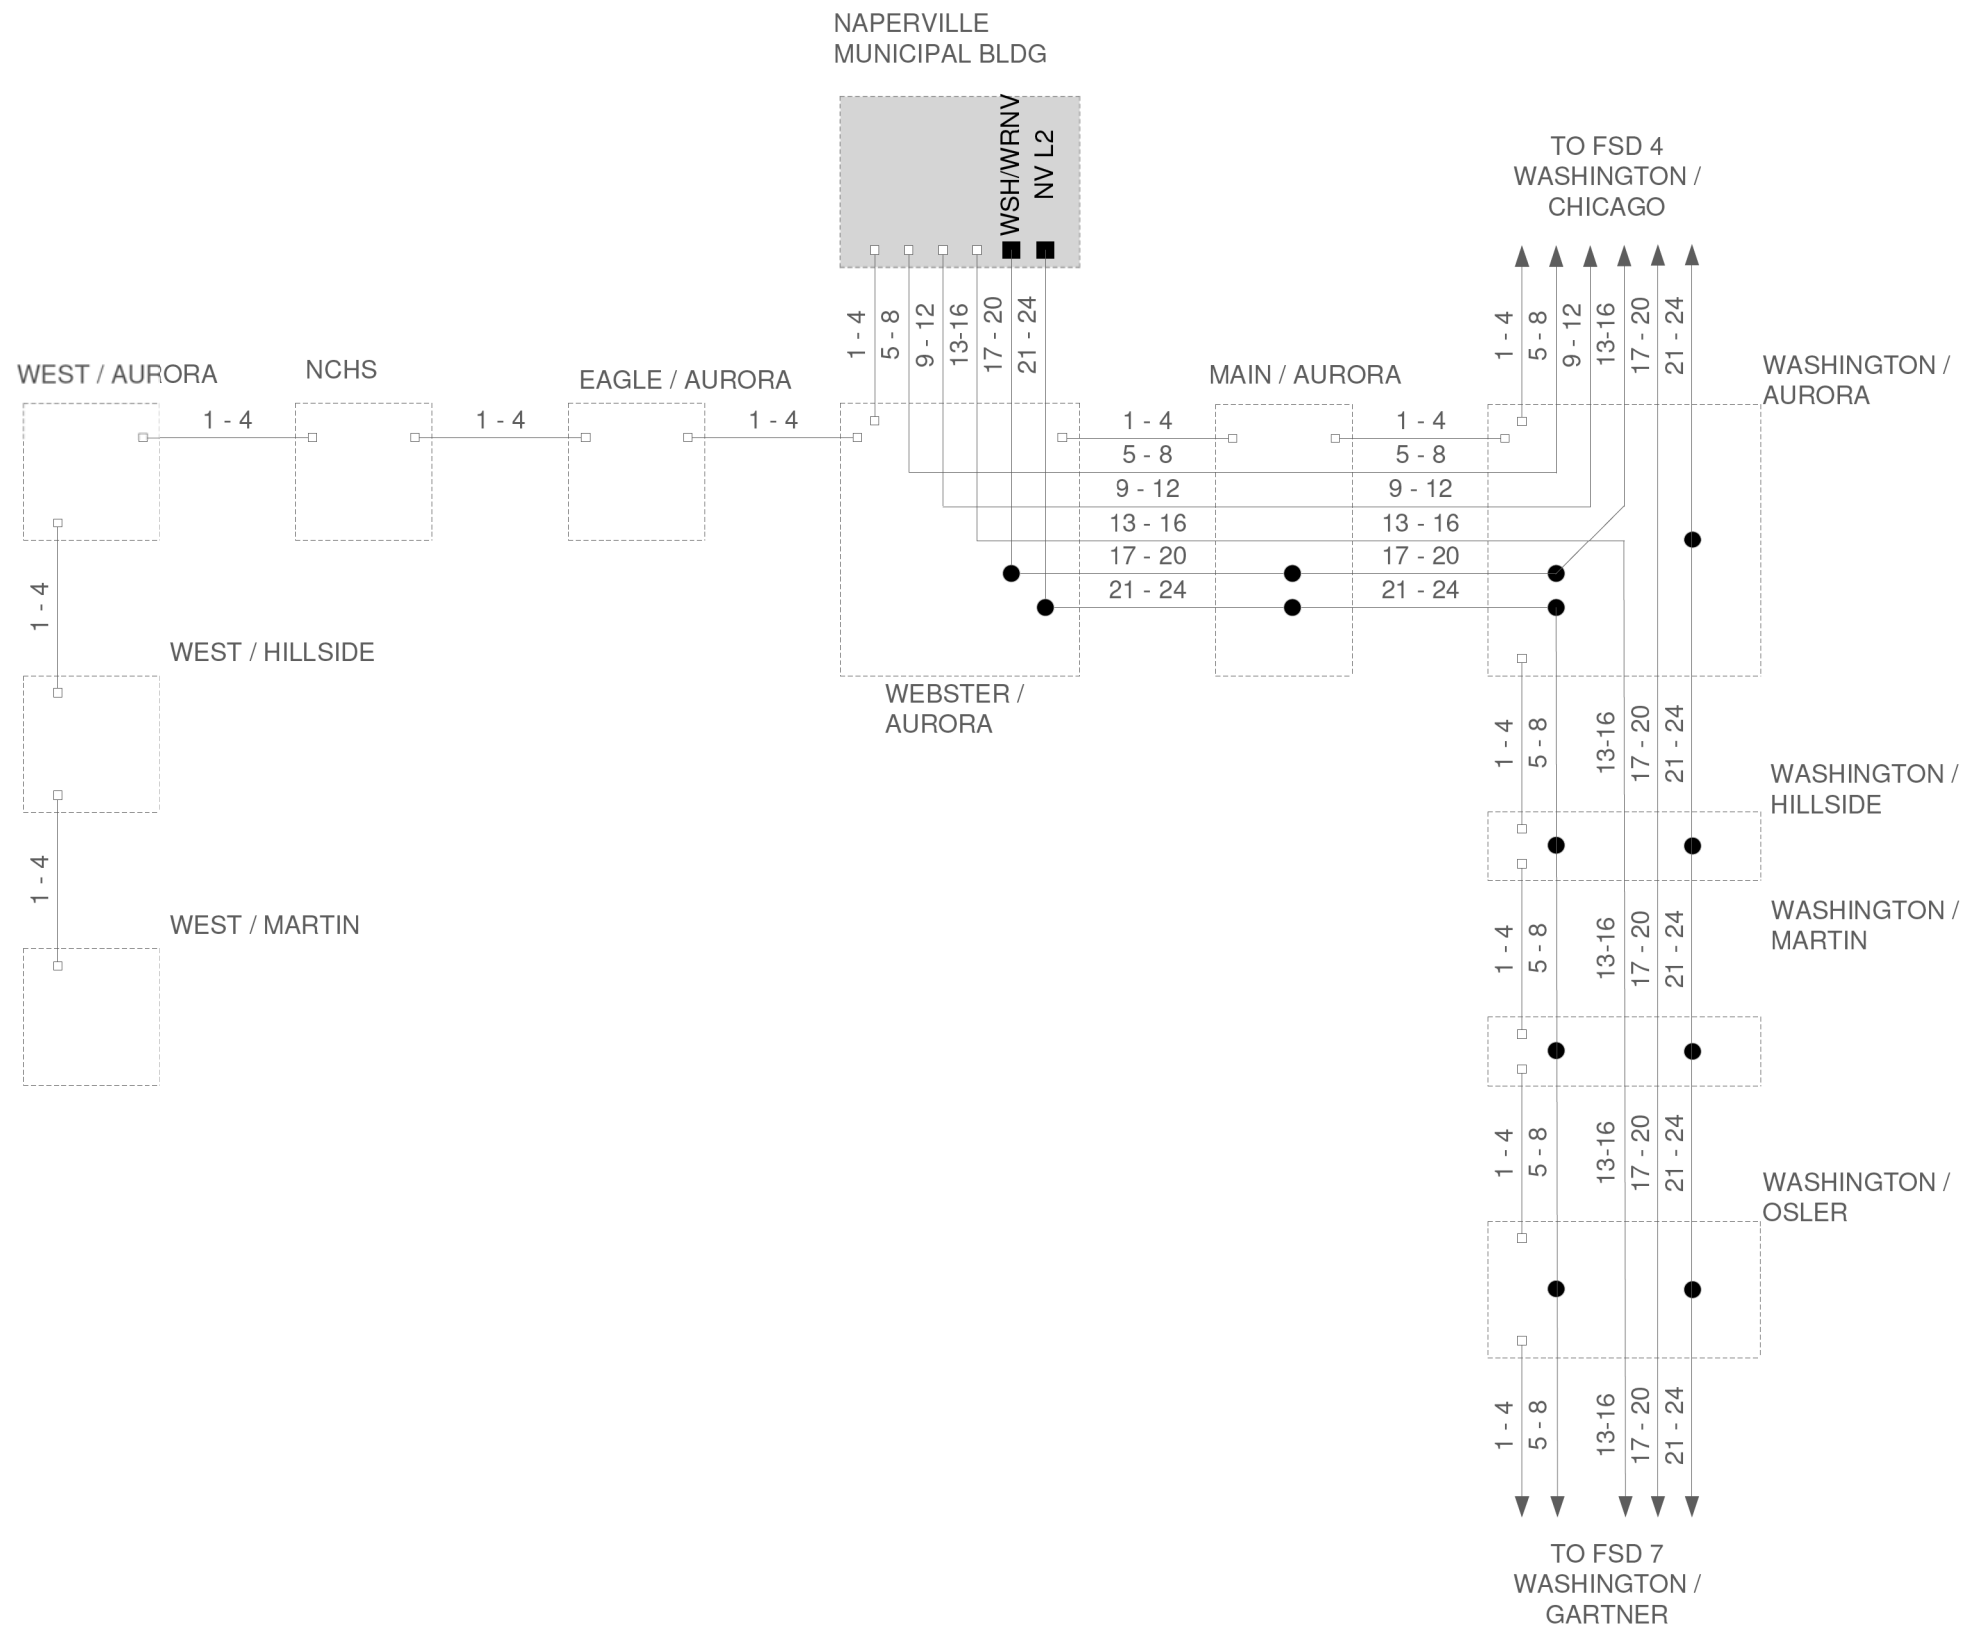 NAPERVILLE
MUNICIPAL BLDG
WSH/WRNV
NV L2
TO FSD 4
WASHINGTON /
CHICAGO
1 - 4
5 - 8
9 - 12
13-16
17 - 20
21 - 24
1 - 4
5 - 8
9 - 12
13-16
17 - 20
21 - 24
WEST / AURORA
NCHS
EAGLE / AURORA
MAIN / AURORA
WASHINGTON /
AURORA
1 - 4
1 - 4
1 - 4
1 - 4
5 - 8
9 - 12
13 - 16
17 - 20
21 - 24
1 - 4
5 - 8
9 - 12
13 - 16
17 - 20
21 - 24
1 - 4
WEST / HILLSIDE
WEBSTER /
AURORA
1 - 4
5 - 8
13-16
17 - 20
21 - 24
WASHINGTON /
HILLSIDE
1 - 4
WEST / MARTIN
1 - 4
5 - 8
13-16
17 - 20
21 - 24
WASHINGTON /
MARTIN
1 - 4
5 - 8
13-16
17 - 20
21 - 24
WASHINGTON /
OSLER
1 - 4
5 - 8
13-16
17 - 20
21 - 24
TO FSD 7
WASHINGTON /
GARTNER